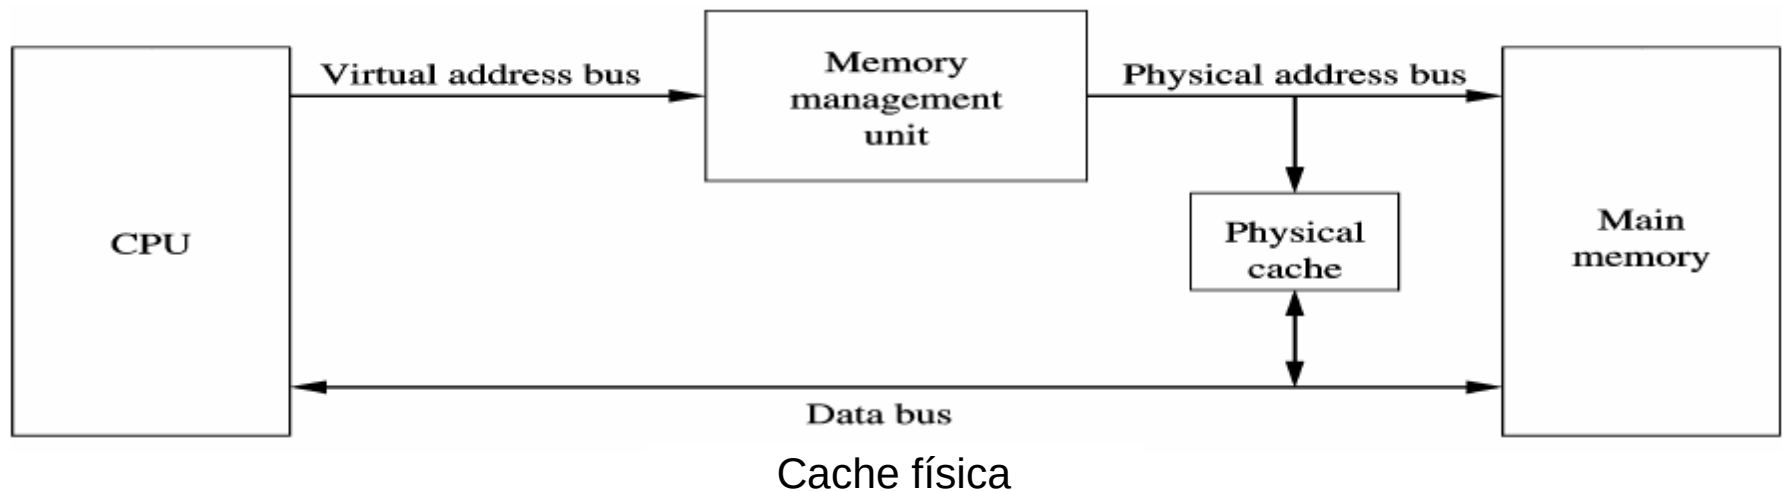 Virtual address bus
Memory
management
unit
Physical address bus
CPU
Physical
cache
Main
memory
Data bus
Cache física